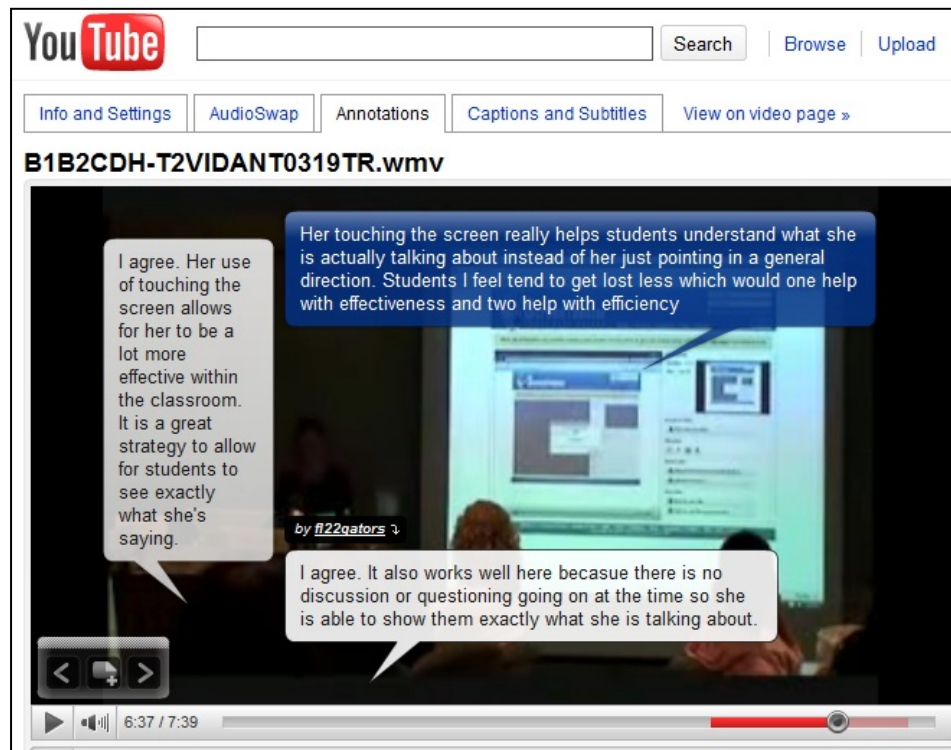 YouTube
Search
Browse
Upload
Info and Settings
AudioSwap
Annotations
Captions and Subtitles
View on video page »
B1B2CDH-T2VIDANT0319TR.wmv
Her touching the screen really helps students understand what she
is actually talking about instead of her just pointing in a general
direction. Students I feel tend to get lost less which would one help
with effectiveness and two help with efficiency
I agree. Her use
of touching the
screen allows
for her to be a
lot more
effective within
the classroom.
It is a great
strategy to allow
for students to
see exactly
what she's
saying.
by fl22gators
I agree. It also works well here becasue there is no
discussion or questioning going on at the time so she
is able to show them exactly what she is talking about.
6:37 / 7:39